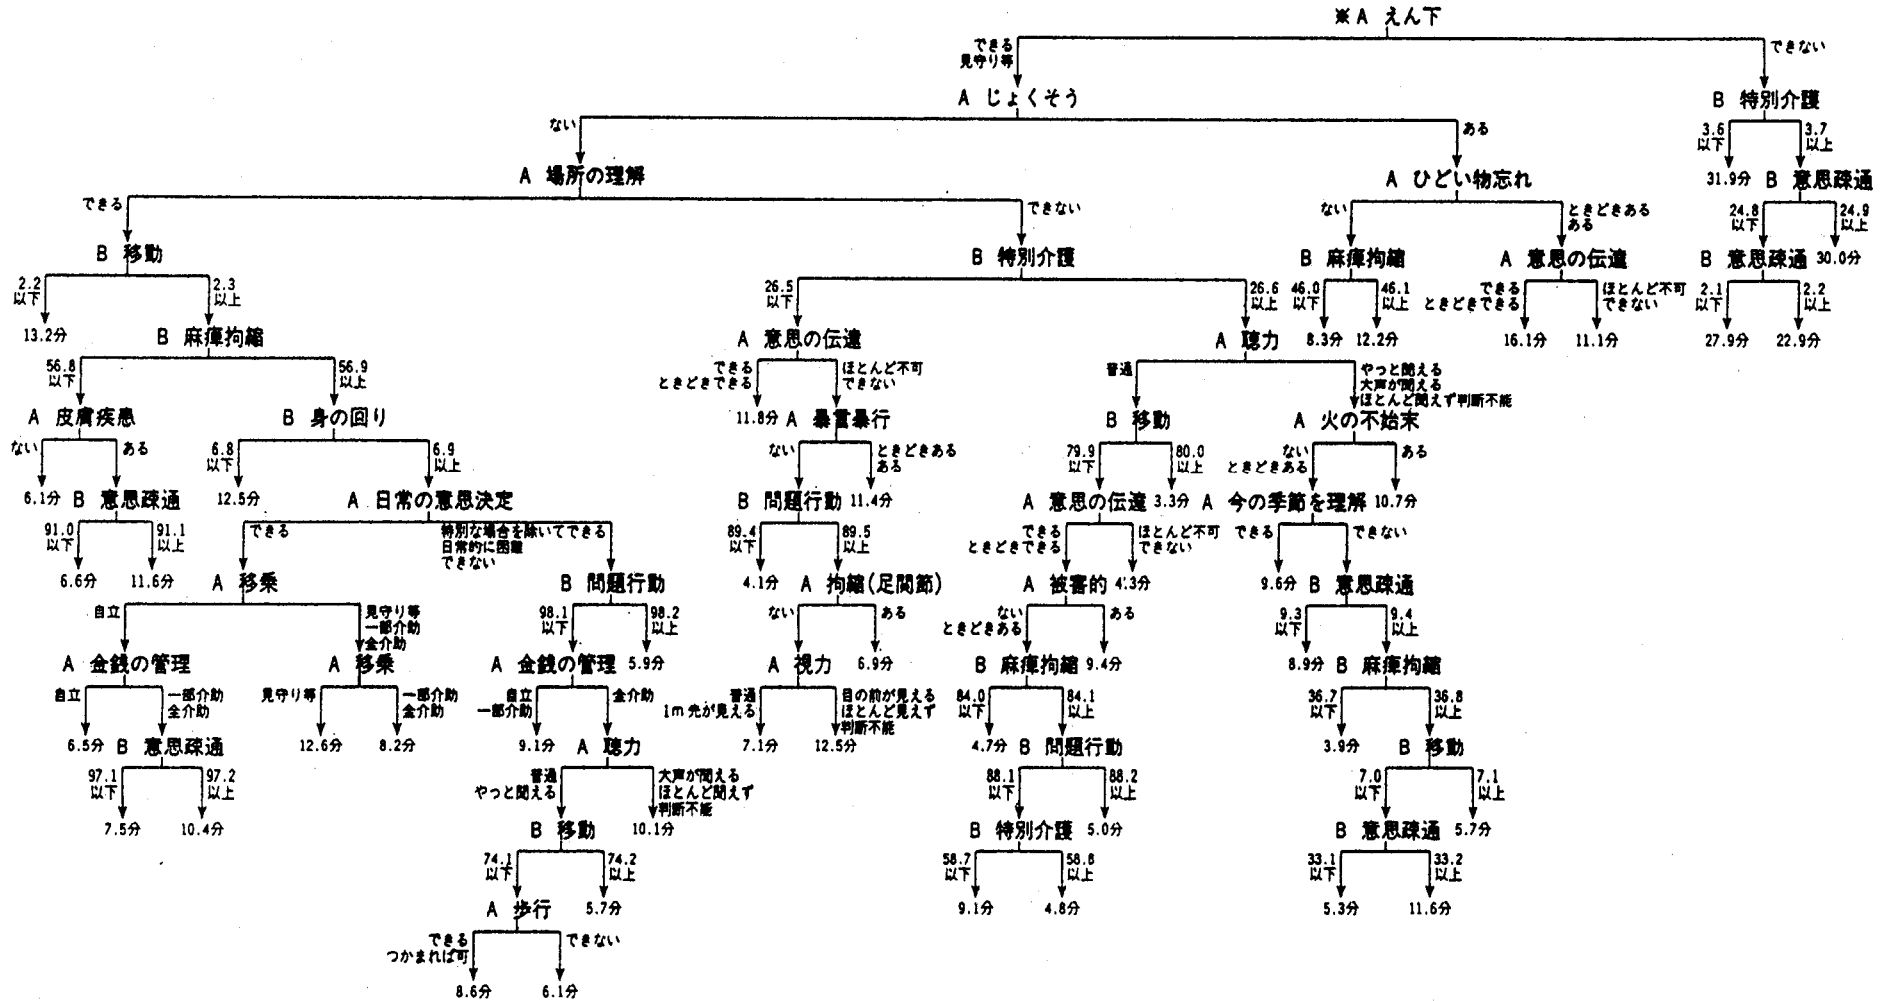 ※A えん下
できる
見守り等
できない
A じょくそう
B 特別介護
ない
ある
3.6
以下
3.7
以上
A 場所の理解
A ひどい物忘れ
31.9分
B 意思疎通
できる
できない
ない
ときどきある
ある
24.8
以下
24.9
以上
B 移動
B 特別介護
B 麻痺拘縮
A 意思の伝達
B 意思疎通
30.0分
2.2
以下
2.3
以上
26.5
以下
26.6
以上
46.0
以下
46.1
以上
できる
ときどきできる
ほとんど不可
できない
2.1
以下
2.2
以上
13.2分
B 麻痺拘縮
A 意思の伝達
A 聴力
8.3分
12.2分
16.1分
11.1分
27.9分
22.9分
56.8
以下
56.9
以上
できる
ときどきできる
ほとんど不可
できない
普通
やっと聞える
大声が聞える
ほとんど聞えず判断不能
A 皮膚疾患
B 身の回り
11.8分
A 暴言暴行
B 移動
A 火の不始末
ない
ある
6.8
以下
6.9
以上
ない
ときどきある
ある
79.9
以下
80.0
以上
ない
ときどきある
ある
6.1分
B 意思疎通
12.5分
A 日常の意思決定
B 問題行動
11.4分
A 意思の伝達
3.3分
A 今の季節を理解
10.7分
91.0
以下
91.1
以上
できる
特別な場合を除いてできる
日常的に困難
できない
89.4
以下
89.5
以上
できる
ときどきできる
ほとんど不可
できない
できる
できない
6.6分
11.6分
A 移乗
B 問題行動
4.1分
A 拘縮(足関節)
A 被害的
4.3分
9.6分
B 意思疎通
自立
見守り等
一部介助
全介助
98.1
以下
98.2
以上
ない
ある
ない
ときどきある
ある
9.3
以下
9.4
以上
A 金銭の管理
A 移乗
A 金銭の管理
5.9分
A 視力
6.9分
B 麻痺拘縮
9.4分
8.9分
B 麻痺拘縮
自立
一部介助
全介助
見守り等
一部介助
全介助
自立
一部介助
全介助
普通
1m先が見える
目の前が見える
ほとんど見えず
判断不能
84.0
以下
84.1
以上
36.7
以下
36.8
以上
6.5分
B 意思疎通
12.6分
8.2分
9.1分
A 聴力
7.1分
12.5分
4.7分
B 問題行動
3.9分
B 移動
97.1
以下
97.2
以上
普通
やっと聞える
大声が聞える
ほとんど聞えず
判断不能
88.1
以下
88.2
以上
7.0
以下
7.1
以上
7.5分
10.4分
B 移動
10.1分
B 特別介護
5.0分
B 意思疎通
5.7分
74.1
以下
74.2
以上
58.7
以下
58.8
以上
33.1
以下
33.2
以上
A 歩行
5.7分
9.1分
4.8分
5.3分
11.6分
できる
つかまれば可
できない
8.6分
6.1分